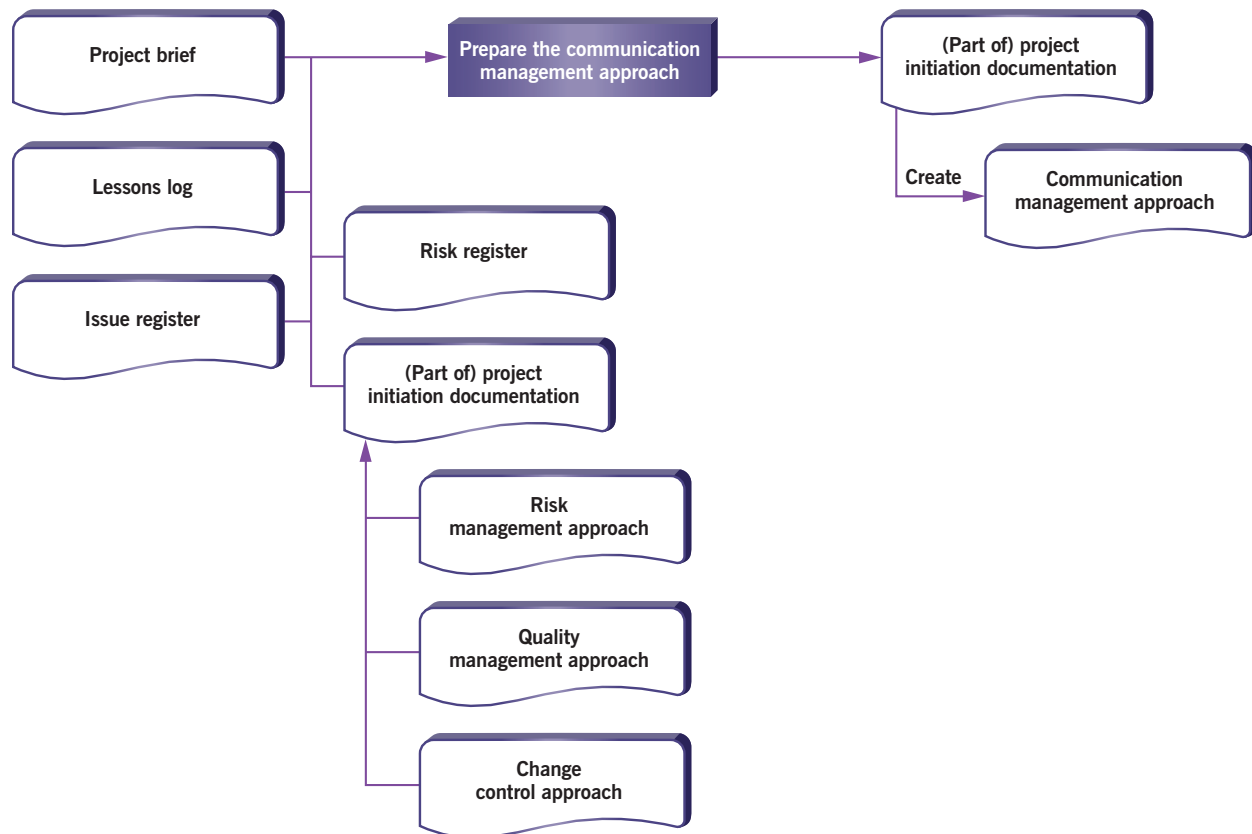 Project brief
Prepare the communication
management approach
(Part of) project
initiation documentation
Lessons log
Create
Communication
management approach
Risk register
Issue register
(Part of) project
initiation documentation
Risk
management approach
Quality
management approach
Change
control approach